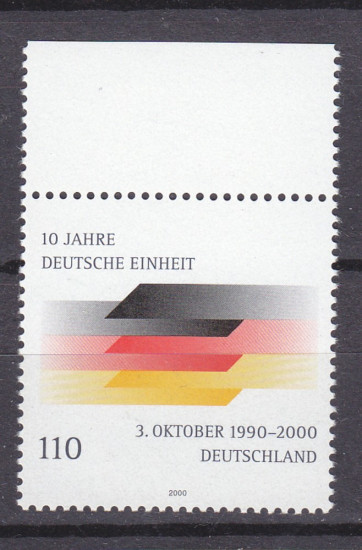 10 JAHRE
DEUTSCHE EINHEIT
3. OKTOBER 1990–2000
110
DEUTSCHLAND
2000